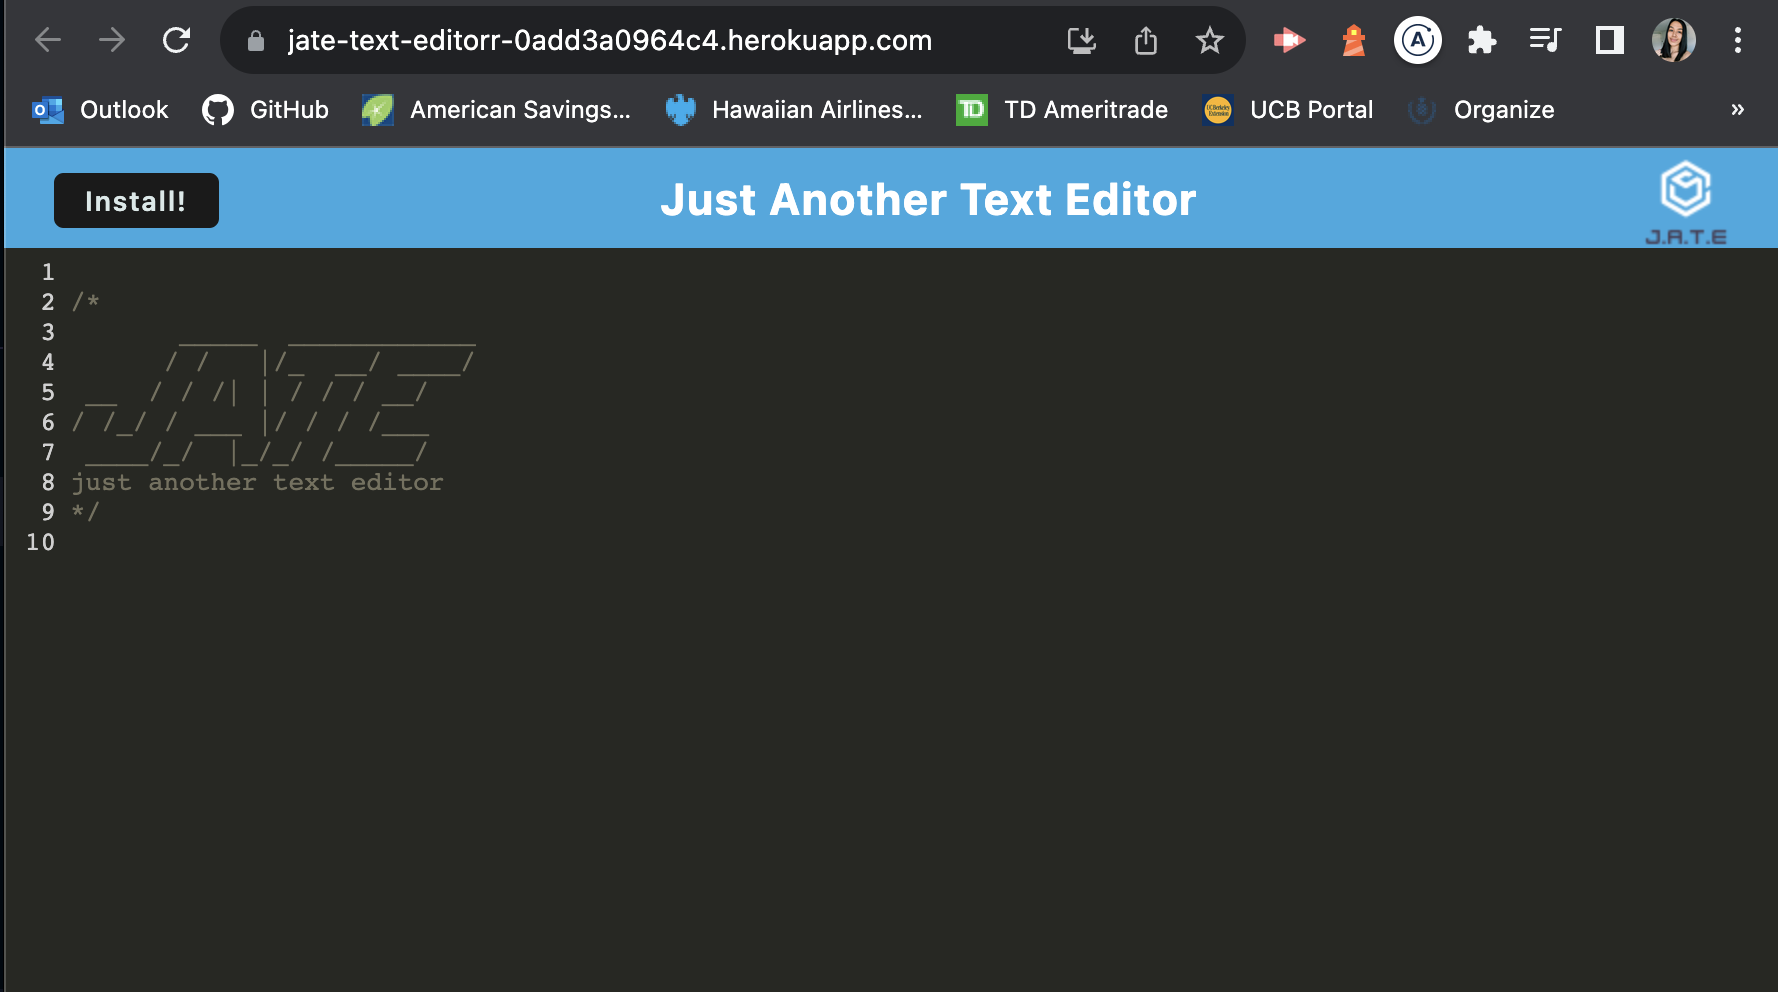 jate-text-editorr-0add3a0964c4.herokuapp.com
Outlook GitHub American Savings... Hawaiian Airlines... TD Ameritrade UCB Portal Organize »
Install! Just Another Text Editor J.A.T.E
1
2 /*
3        _____  ____________
4       / /   |/_  __/ ____/
5  __  / / /| | / / / __/
6 / /_/ / ___ |/ / / /___
7  ____/_/  |_/_/ /_____/
8 just another text editor
9 */
10